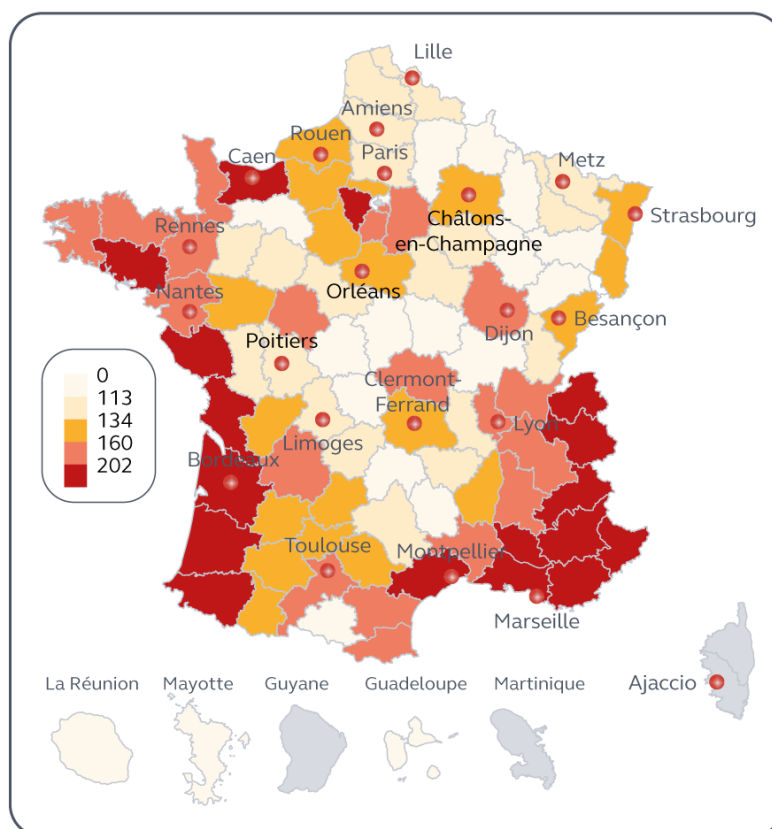 Lille
Amiens
Rouen
Paris
Caen
Metz
Châlons-
en-Champagne
Strasbourg
Rennes
Orléans
Nantes
Dijon
Besançon
Poitiers
0
113
134
160
202
Clermont-
Ferrand
Lyon
Limoges
Bordeaux
Toulouse
Montpellier
Marseille
La Réunion
Mayotte
Guyane
Guadeloupe
Martinique
Ajaccio